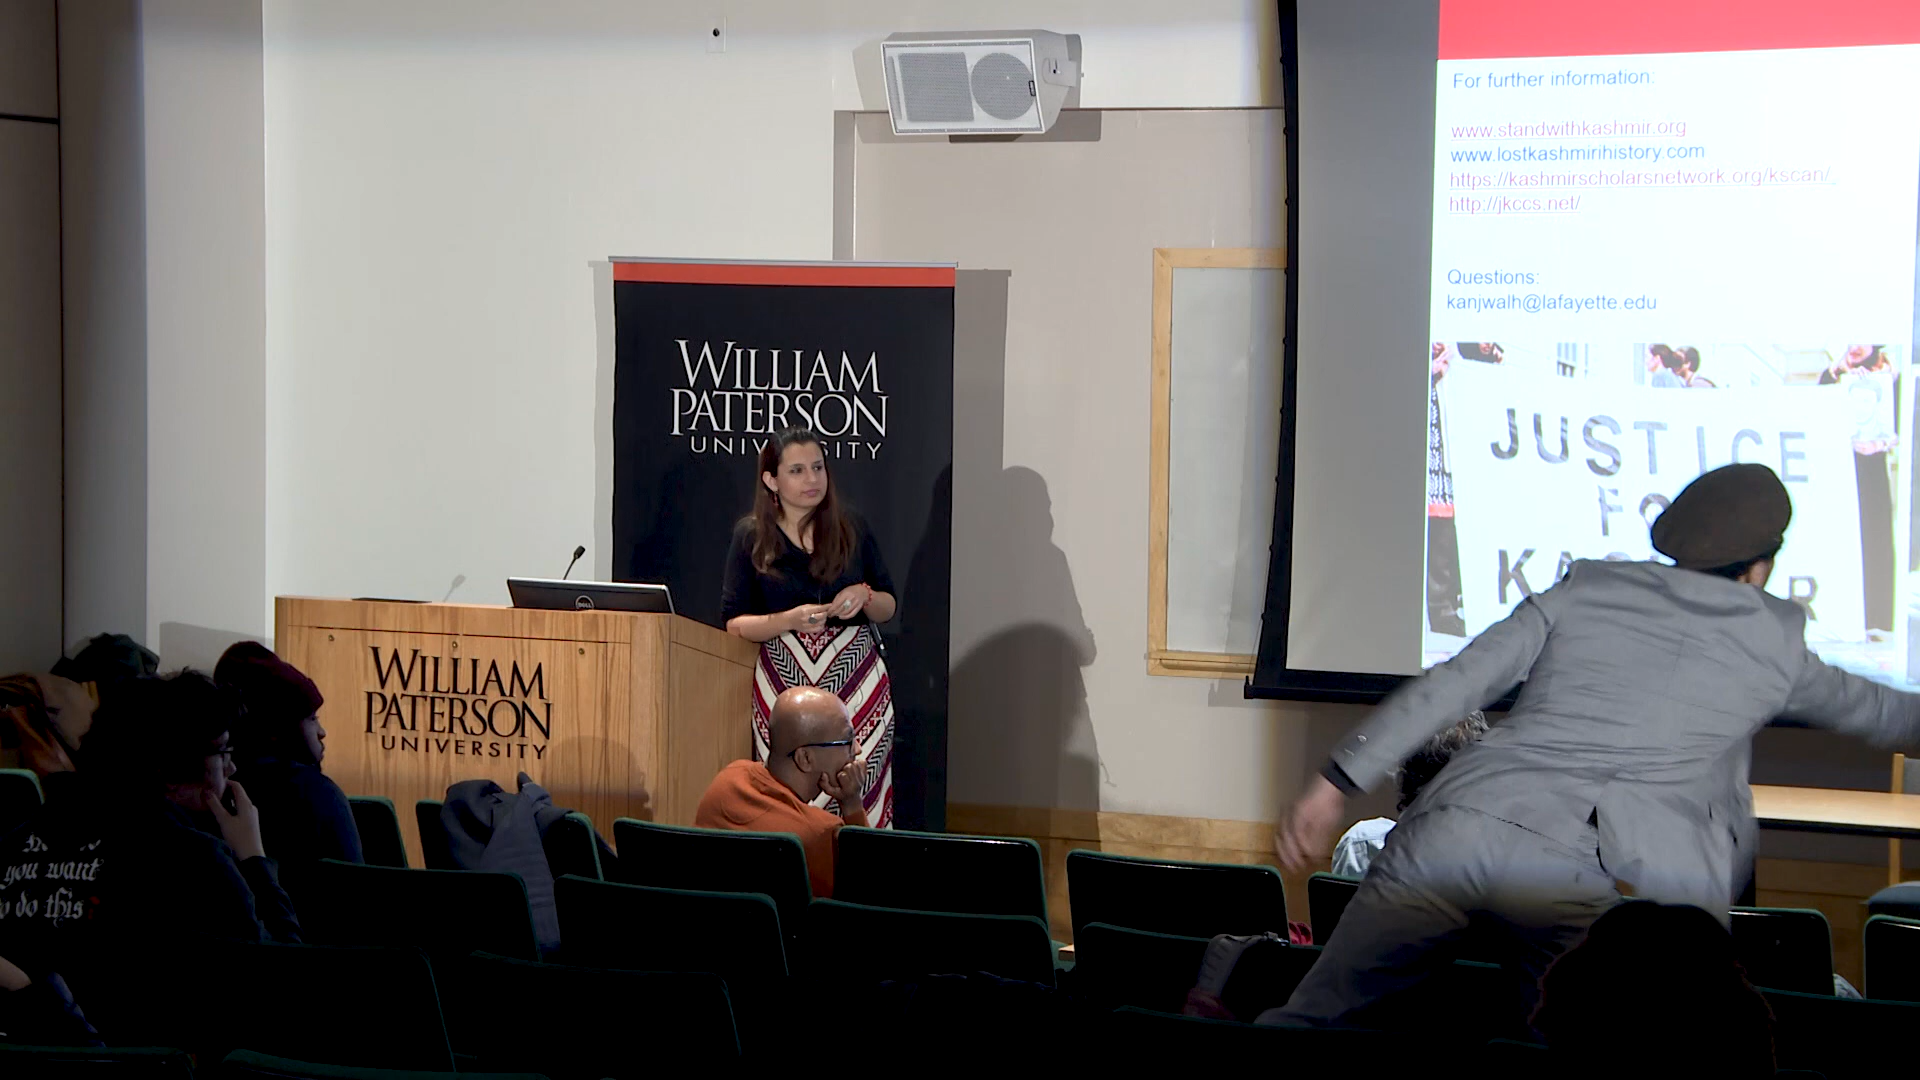 For further information:
www.standwithkashmir.org
www.lostkashmirihistory.com
https://kashmirscholarsnetwork.org/kscan/
http://jkccs.net/
Questions:
kanjwalh@lafayette.edu
JUSTICE
WILLIAM
PATERSON
WILLIAM
PATERSON
UNIVERSITY
DELL
you want
do this